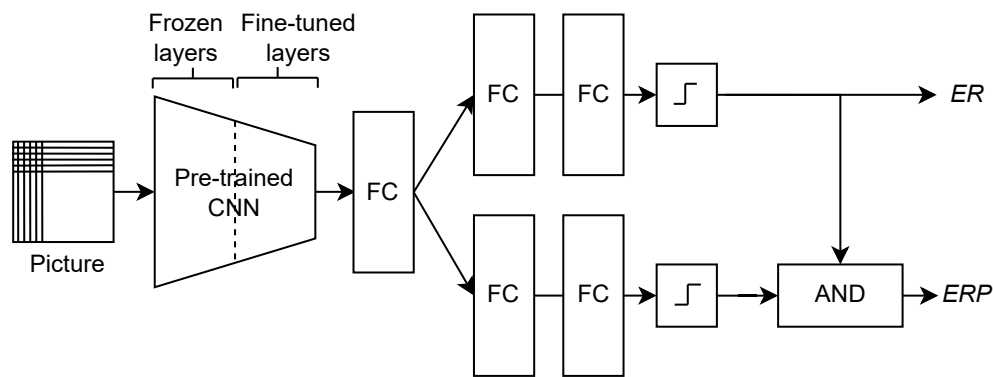 Frozen layers
Fine-tuned layers
FC
FC
ER
Pre-trained
CNN
FC
Picture
FC
FC
AND
ERP